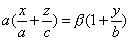 a(x/a + z/c) = β(1 + y/b)